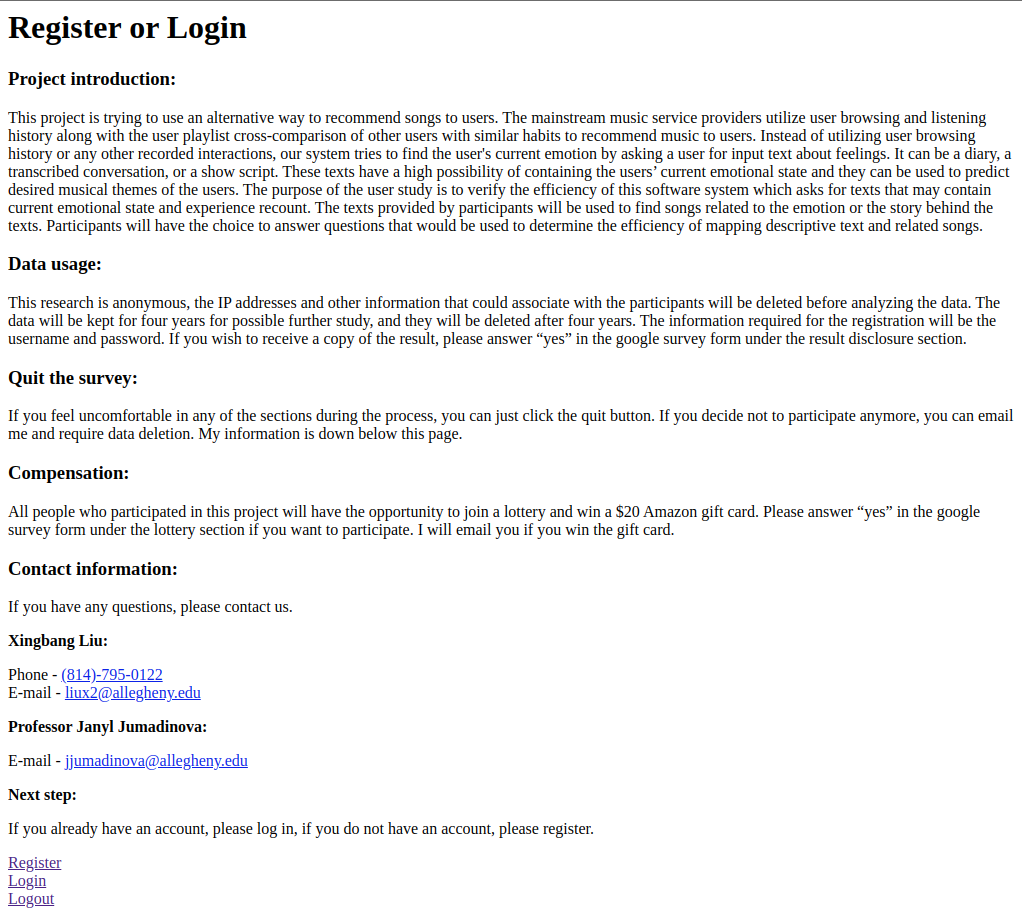 Register or Login
Project introduction:
This project is trying to use an alternative way to recommend songs to users. The mainstream music service providers utilize user browsing and listening
history along with the user playlist cross-comparison of other users with similar habits to recommend music to users. Instead of utilizing user browsing
history or any other recorded interactions, our system tries to find the user's current emotion by asking a user for input text about feelings. It can be a diary, a
transcribed conversation, or a show script. These texts have a high possibility of containing the users’ current emotional state and they can be used to predict
desired musical themes of the users. The purpose of the user study is to verify the efficiency of this software system which asks for texts that may contain
current emotional state and experience recount. The texts provided by participants will be used to find songs related to the emotion or the story behind the
texts. Participants will have the choice to answer questions that would be used to determine the efficiency of mapping descriptive text and related songs.
Data usage:
This research is anonymous, the IP addresses and other information that could associate with the participants will be deleted before analyzing the data. The
data will be kept for four years for possible further study, and they will be deleted after four years. The information required for the registration will be the
username and password. If you wish to receive a copy of the result, please answer “yes” in the google survey form under the result disclosure section.
Quit the survey:
If you feel uncomfortable in any of the sections during the process, you can just click the quit button. If you decide not to participate anymore, you can email
me and require data deletion. My information is down below this page.
Compensation:
All people who participated in this project will have the opportunity to join a lottery and win a $20 Amazon gift card. Please answer “yes” in the google
survey form under the lottery section if you want to participate. I will email you if you win the gift card.
Contact information:
If you have any questions, please contact us.
Xingbang Liu:
Phone - (814)-795-0122
E-mail - liux2@allegheny.edu
Professor Janyl Jumadinova:
E-mail - jjumadinova@allegheny.edu
Next step:
If you already have an account, please log in, if you do not have an account, please register.
Register
Login
Logout